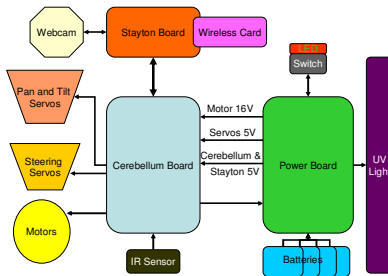 Webcam
Stayton Board
Wireless Card
LED
Switch
Pan and Tilt
Servos
Motor 16V
Servos 5V
Cerebellum &
Stayton 5V
Cerebellum Board
Power Board
UV
Light
Steering
Servos
Motors
IR Sensor
Batteries